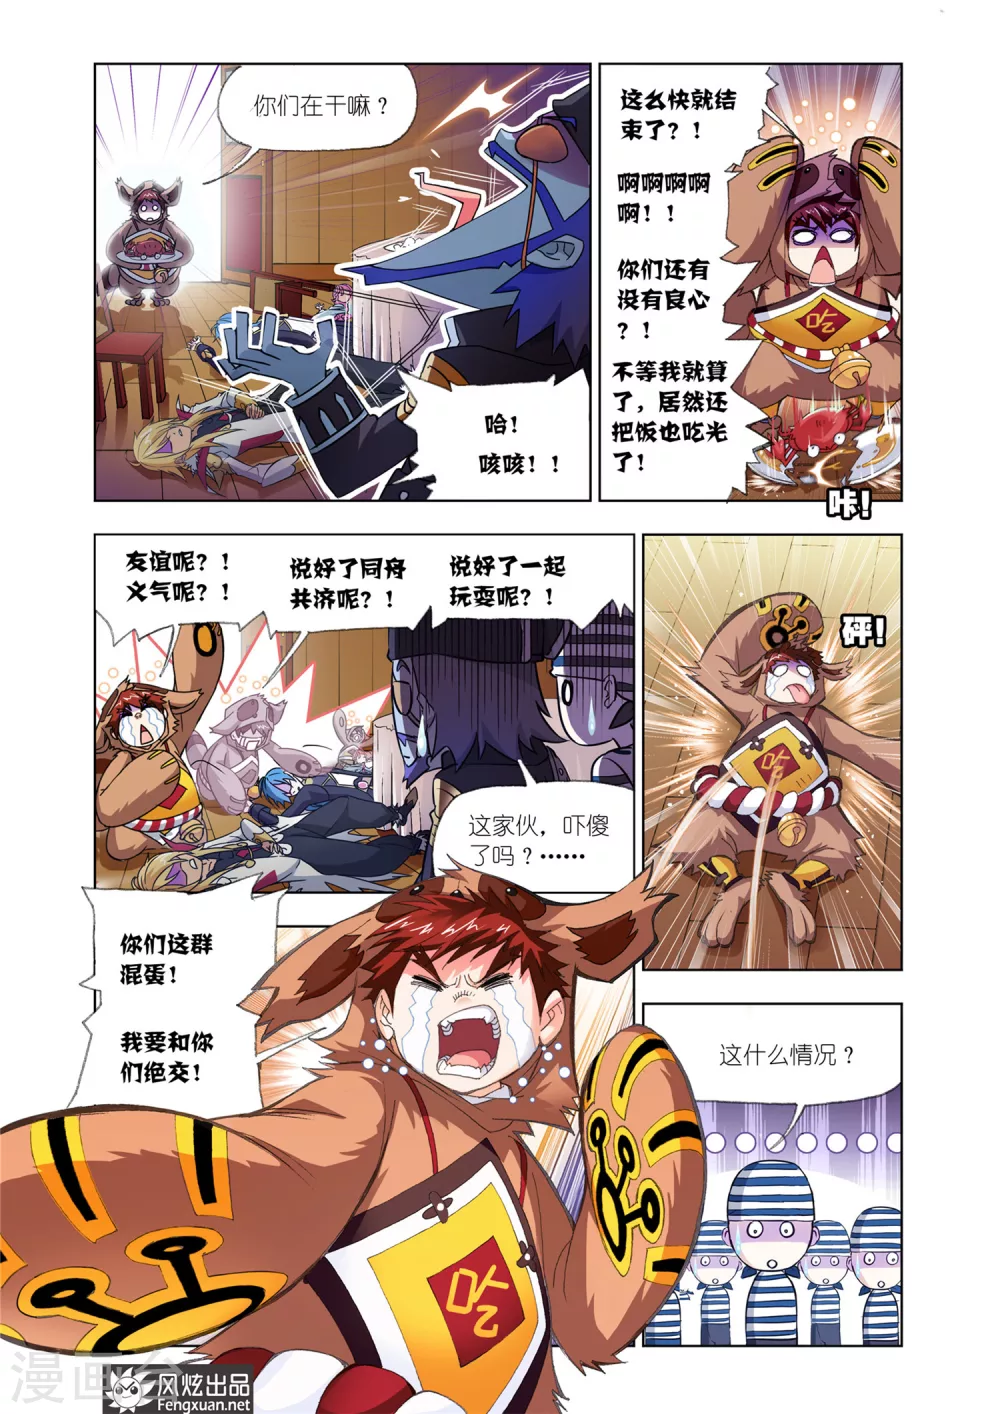 你们在干嘛？
哈！
咳咳！！
这么快就结
束了？！
啊啊啊啊
啊！！
你们还有
没有良心
？！
不等我就算
了，居然还
把饭也吃光
了！
吃
咔！
友谊呢？！
义气呢？！
说好了同舟
共济呢？！
说好了一起
玩耍呢？！
这家伙，吓傻
了吗？……
砰！
吃
你们这群
混蛋！
我要和你
们绝交！
吃
这什么情况？
漫画台
风炫出品
Fengxuan.net